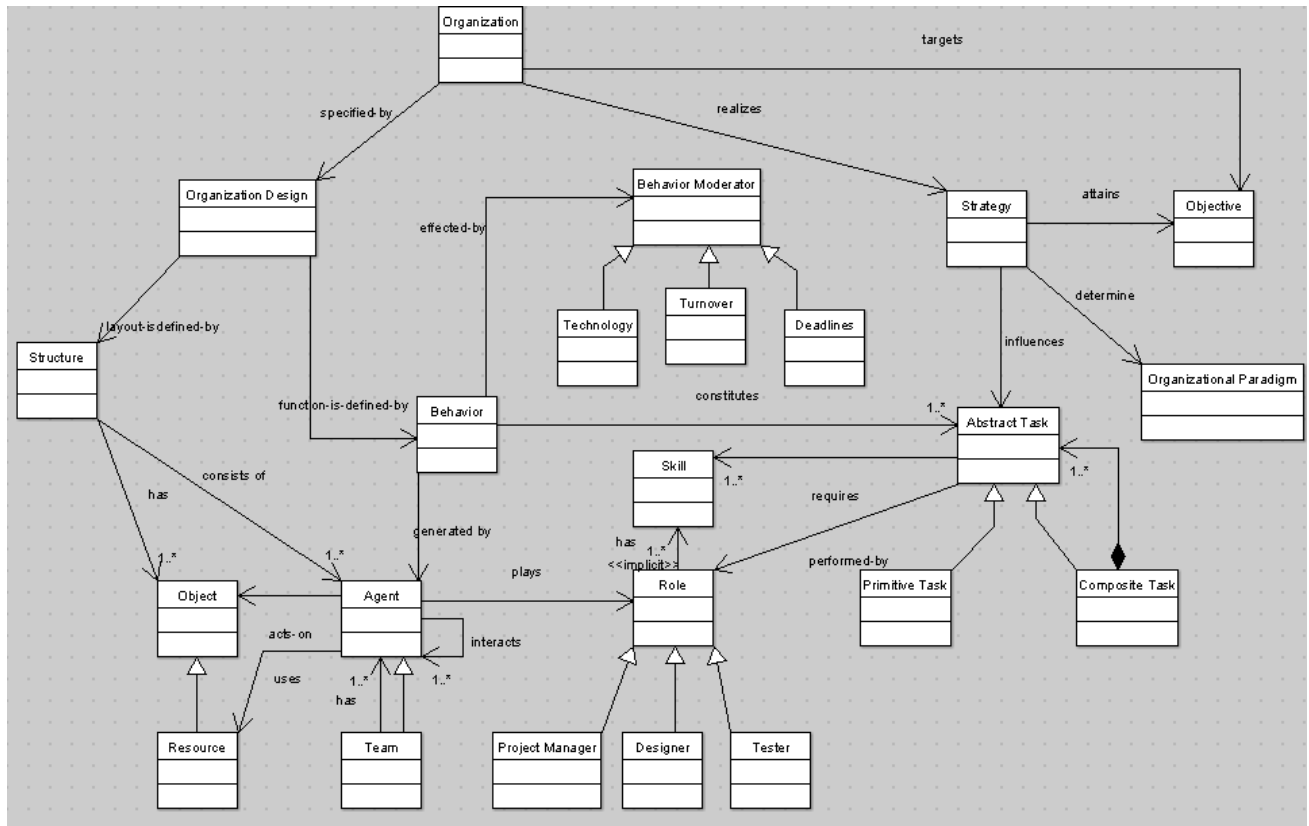 Organization
targets
realizes
specified-by
Behavior Moderator
Organization Design
Strategy
attains
Objective
effected-by
Turnover
determine
Technology
Deadlines
layout-isdefined-by
influences
Structure
Organizational Paradigm
constitutes
function-is-defined-by
Behavior
1..*
Abstract Task
Skill
1..*
1..*
consists of
has
requires
generated by
has
1..*
<<implicit>>
1..*
1..*
performed-by
plays
Object
Agent
Role
Primitive Task
Composite Task
acts-on
interacts
uses
1..*
1..*
has
Resource
Team
Project Manager
Designer
Tester